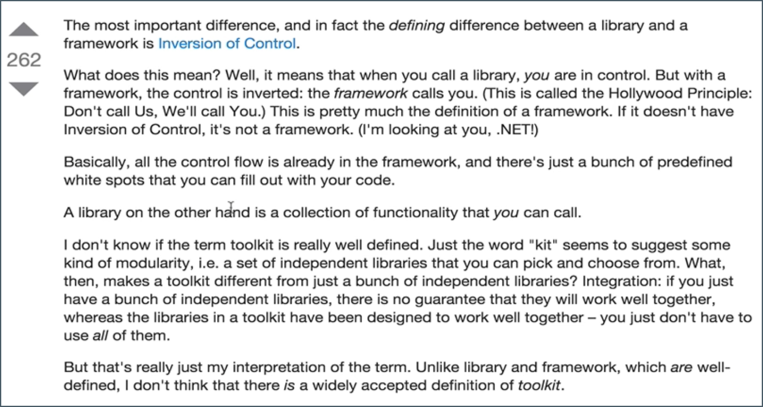 The most important difference, and in fact the defining difference between a library and a
framework is Inversion of Control.
262
What does this mean? Well, it means that when you call a library, you are in control. But with a
framework, the control is inverted: the framework calls you. (This is called the Hollywood Principle:
Don't call Us, We'll call You.) This is pretty much the definition of a framework. If it doesn't have
Inversion of Control, it's not a framework. (I'm looking at you, .NET!)
Basically, all the control flow is already in the framework, and there's just a bunch of predefined
white spots that you can fill out with your code.
A library on the other hand is a collection of functionality that you can call.
I don't know if the term toolkit is really well defined. Just the word "kit" seems to suggest some
kind of modularity, i.e. a set of independent libraries that you can pick and choose from. What,
then, makes a toolkit different from just a bunch of independent libraries? Integration: if you just
have a bunch of independent libraries, there is no guarantee that they will work well together,
whereas the libraries in a toolkit have been designed to work well together – you just don't have to
use all of them.
But that's really just my interpretation of the term. Unlike library and framework, which are well-
defined, I don't think that there is a widely accepted definition of toolkit.